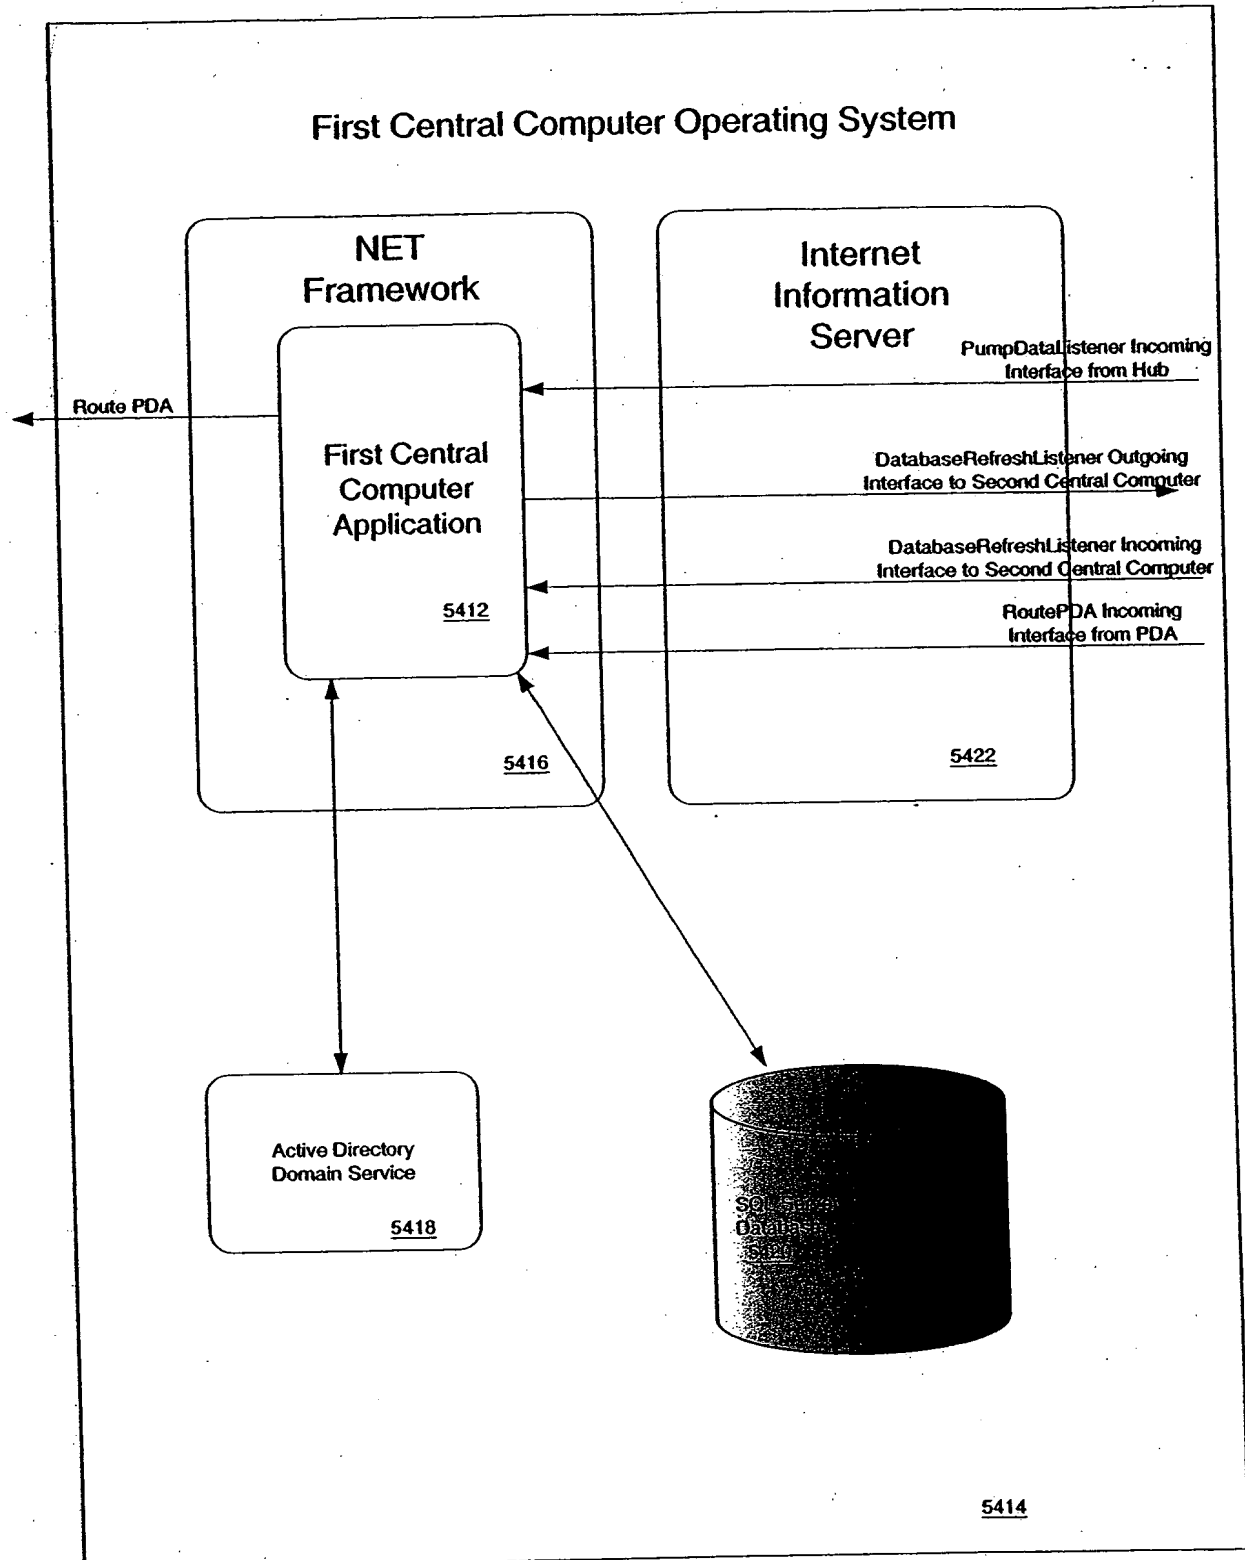 First Central Computer Operating System
NET
Framework
Internet
Information
Server
PumpDataListener Incoming
Interface from Hub
Route PDA
First Central
Computer
Application
DatabaseRefreshListener Outgoing
Interface to Second Central Computer
DatabaseRefreshListener Incoming
Interface to Second Central Computer
5412
RoutePDA Incoming
Interface from PDA
5416
5422
Active Directory
Domain Service
5418
SQL
5414